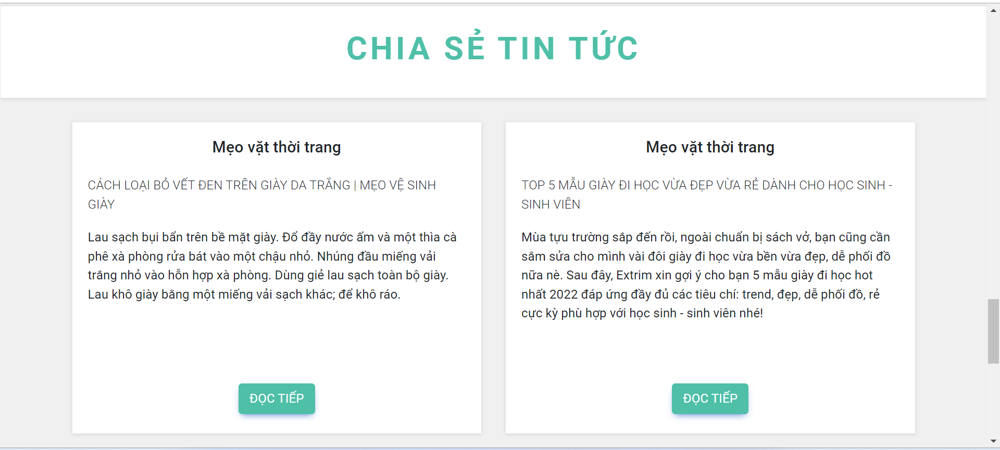 CHIA SẺ TIN TỨC
Mẹo vặt thời trang
CÁCH LOẠI BỎ VẾT ĐEN TRÊN GIÀY DA TRẮNG | MẸO VỆ SINH
GIÀY
Lau sạch bụi bẩn trên bề mặt giày. Đổ đầy nước ấm và một thìa cà
phê xà phòng rửa bát vào một chậu nhỏ. Nhúng đầu miếng vải
trắng nhỏ vào hỗn hợp xà phòng. Dùng giẻ lau sạch toàn bộ giày.
Lau khô giày bằng một miếng vải sạch khác; để khô ráo.
ĐỌC TIẾP
Mẹo vặt thời trang
TOP 5 MẪU GIÀY ĐI HỌC VỪA ĐẸP VỪA RẺ DÀNH CHO HỌC SINH -
SINH VIÊN
Mùa tựu trường sắp đến rồi, ngoài chuẩn bị sách vở, bạn cũng cần
sắm sửa cho mình vài đôi giày đi học vừa bền vừa đẹp, dễ phối đồ
nữa nè. Sau đây, Extrim xin gợi ý cho bạn 5 mẫu giày đi học hot
nhất 2022 đáp ứng đầy đủ các tiêu chí: trend, đẹp, dễ phối đồ, rẻ
cực kỳ phù hợp với học sinh - sinh viên nhé!
ĐỌC TIẾP